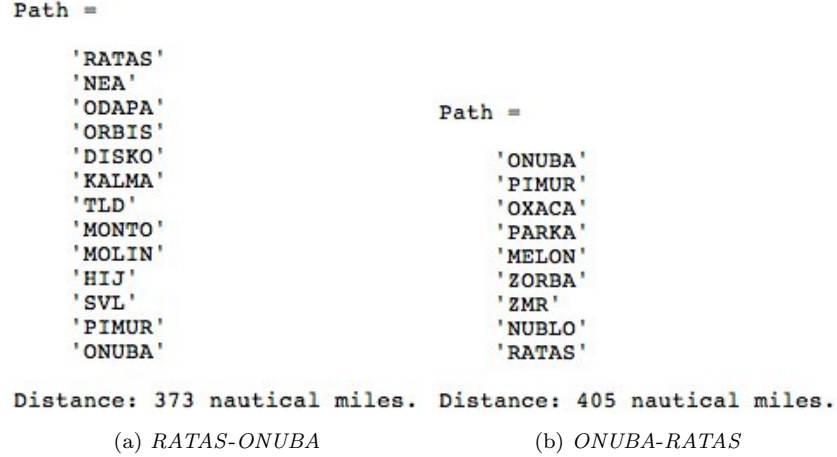 Path =
'RATAS'
'NEA'
'ODAPA'
'ORBIS'
'DISKO'
'KALMA'
'TLD'
'MONTO'
'MOLIN'
'HIJ'
'SVL'
'PIMUR'
'ONUBA'
Distance: 373 nautical miles.
(a) RATAS-ONUBA
Path =
'ONUBA'
'PIMUR'
'OXACA'
'PARKA'
'MELON'
'ZORBA'
'ZMR'
'NUBLO'
'RATAS'
Distance: 405 nautical miles.
(b) ONUBA-RATAS